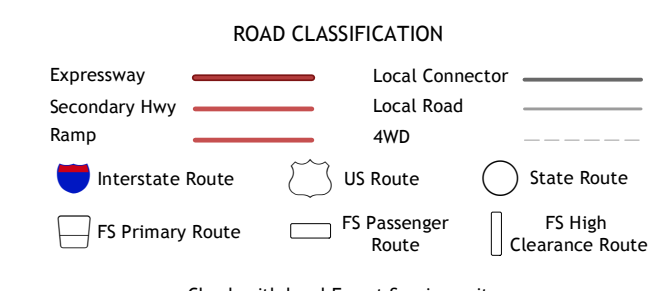 ROAD CLASSIFICATION
Expressway
Local Connector
Secondary Hwy
Local Road
Ramp
4WD
Interstate Route
US Route
State Route
FS Primary Route
FS Passenger
Route
FS High
Clearance Route